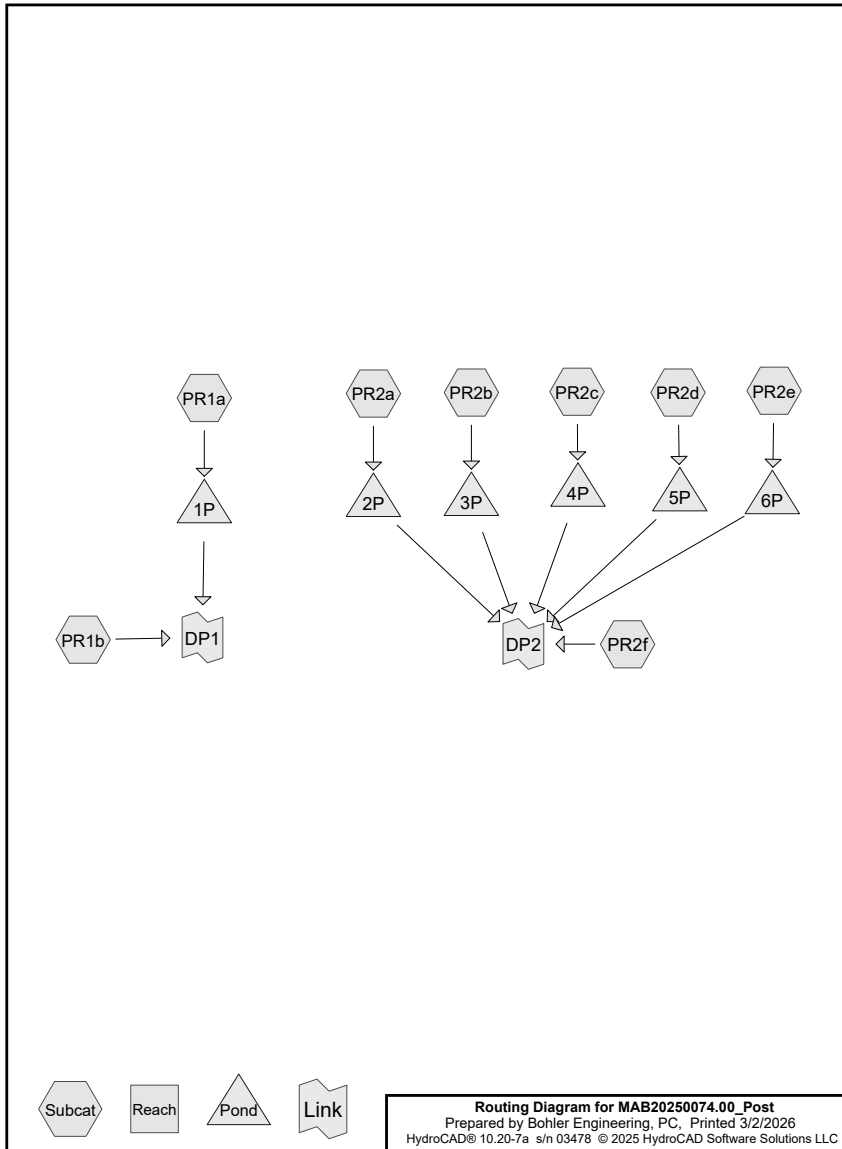 PR1a
PR2a
PR2b
PR2c
PR2d
PR2e
1P
2P
3P
4P
5P
6P
PR1b
DP1
DP2
PR2f
Subcat
Reach
Pond
Link
Routing Diagram for MAB20250074.00_Post
Prepared by Bohler Engineering, PC, Printed 3/2/2026
HydroCAD® 10.20-7a s/n 03478 © 2025 HydroCAD Software Solutions LLC